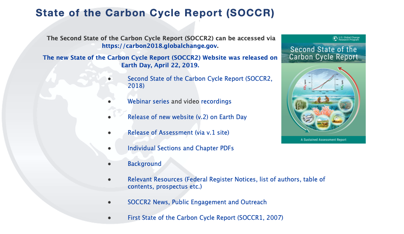 State of the Carbon Cycle Report (SOCCR)
The Second State of the Carbon Cycle Report (SOCCR2) can be accessed via
https://carbon2018.globalchange.gov.
The new State of the Carbon Cycle Report (SOCCR2) Website was released on
Earth Day, April 22, 2019.
Second State of the Carbon Cycle Report (SOCCR2,
2018)
Webinar series and video recordings
Release of new website (v.2) on Earth Day
Release of Assessment (via v.1 site)
Individual Sections and Chapter PDFs
Background
Relevant Resources (Federal Register Notices, list of authors, table of
contents, prospectus etc.)
SOCCR2 News, Public Engagement and Outreach
First State of the Carbon Cycle Report (SOCCR1, 2007)
Second State of the
Carbon Cycle Report
A Sustained Assessment Report